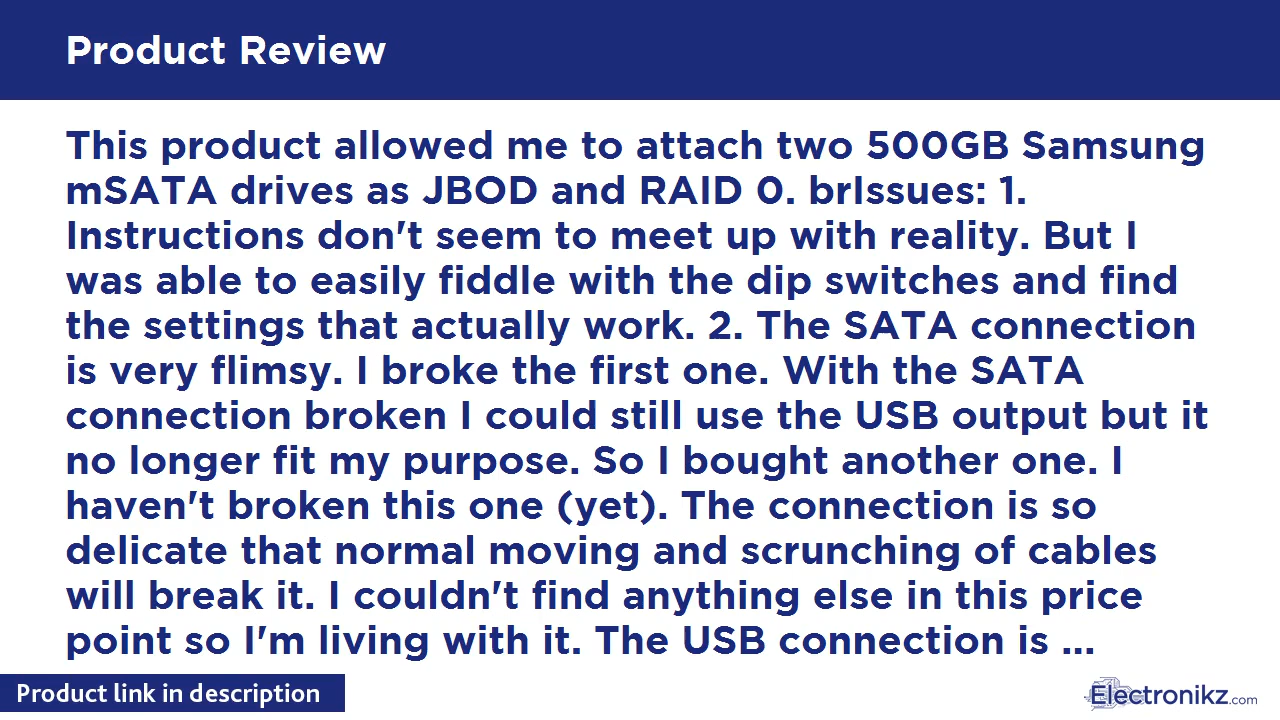 Product Review
This product allowed me to attach two 500GB Samsung
mSATA drives as JBOD and RAID 0. brIssues: 1.
Instructions don't seem to meet up with reality. But I
was able to easily fiddle with the dip switches and find
the settings that actually work. 2. The SATA connection
is very flimsy. I broke the first one. With the SATA
connection broken I could still use the USB output but it
no longer fit my purpose. So I bought another one. I
haven't broken this one (yet). The connection is so
delicate that normal moving and scrunching of cables
will break it. I couldn't find anything else in this price
point so I'm living with it. The USB connection is ...
Product link in description
Electronikz.com